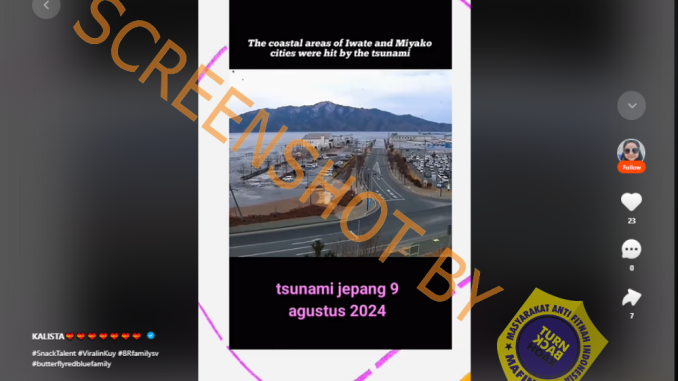 The coastal areas of Iwate and Miyako
cities were hit by the tsunami
SCREENSHOT BY
tsunami jepang 9
agustus 2024
Follow
23
0
7
KALISTA
#SnackTalent #ViralinKuy #BRfamilysv
#butterflyredbluefamily
MASYARAKAT ANTI FITNAH INDONESIA
TURN
BACK
HOAX
MAFINDO